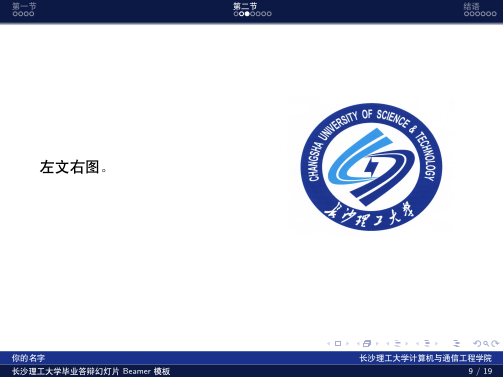 第一节 第二节 结语
左文右图。
CHANGSHA UNIVERSITY OF SCIENCE & TECHNOLOGY
长沙理工大学
你的名字 长沙理工大学计算机与通信工程学院
长沙理工大学毕业答辩幻灯片 Beamer 模板 9 / 19